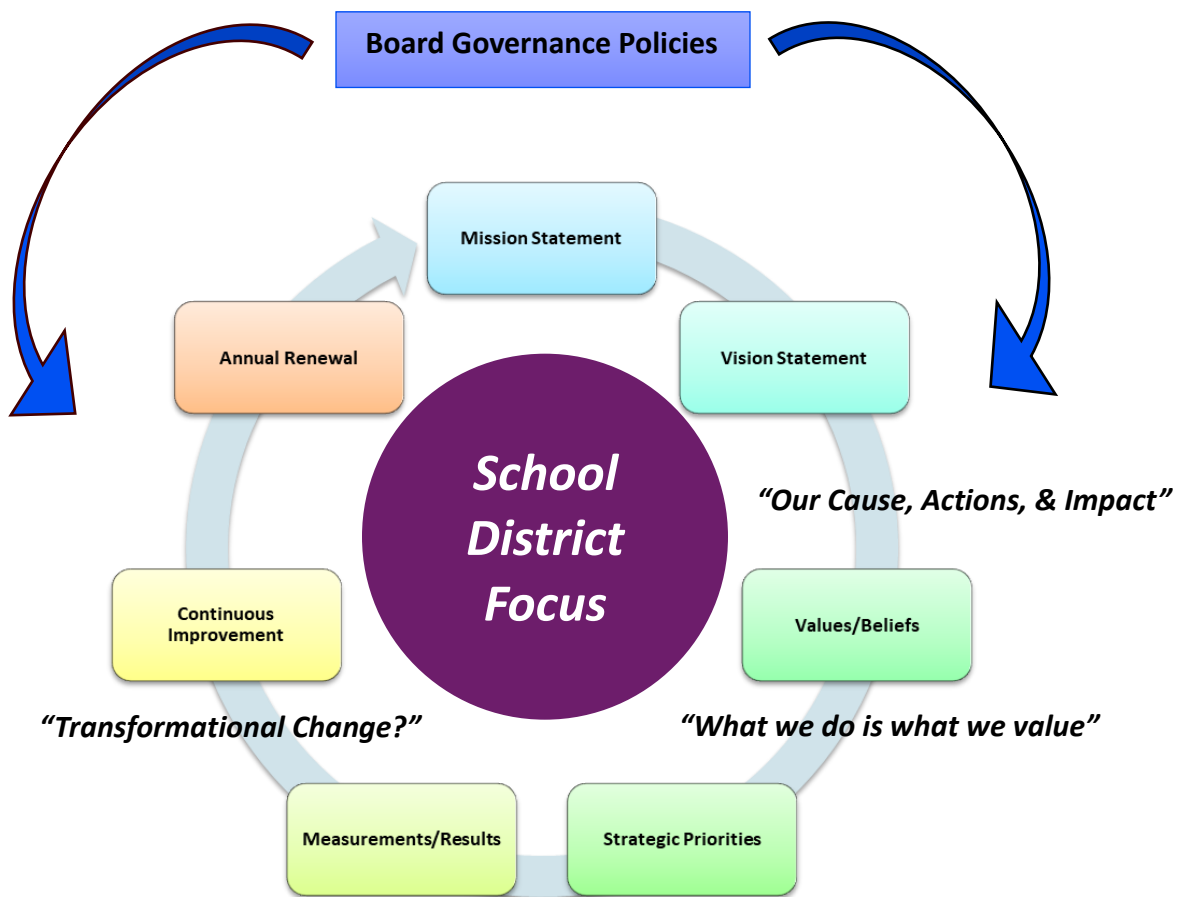 Board Governance Policies
Mission Statement
Annual Renewal
Vision Statement
School
District
Focus
“Our Cause, Actions, & Impact”
Continuous
Improvement
Values/Beliefs
“Transformational Change?”
“What we do is what we value”
Measurements/Results
Strategic Priorities